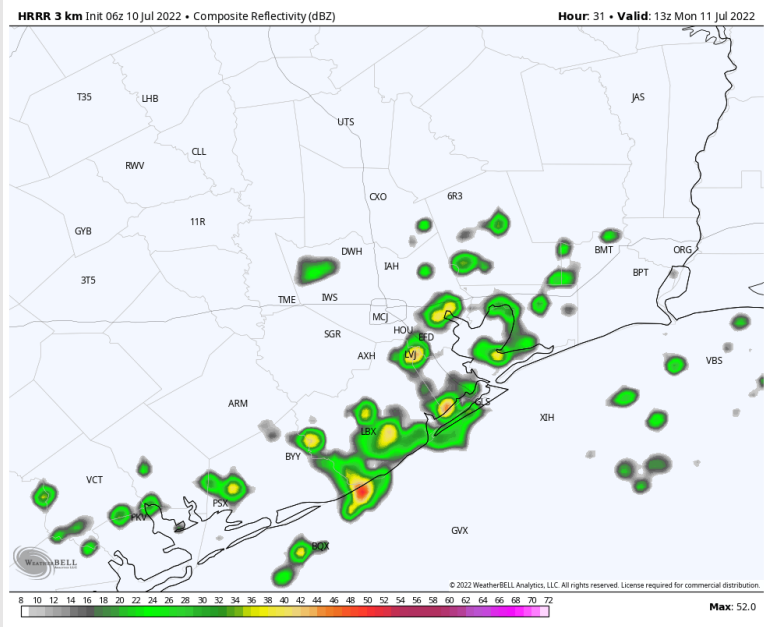 HRRR 3 km Init 06z 10 Jul 2022 • Composite Reflectivity (dBZ) Hour: 31 • Valid: 13z Mon 11 Jul 2022
T35 LHB JAS
UTS
CLL
RWV
CXO 6R3
11R
GYB
DWH BMT ORG
IAH
BPT
3T5
TME IWS
MCJ
HOU
SGR EFD
AXH LVJ
VBS
ARM GLS
XIH
LBX
BYY
VCT
PSX
PKV
GVX
BQX
WEATHERBELL
© 2022 WeatherBELL Analytics, LLC. All rights reserved. License required for commercial distribution.
8 10 12 14 16 18 20 22 24 26 28 30 32 34 36 38 40 42 44 46 48 50 52 54 56 58 60 62 64 66 68 70 72
Max: 52.0